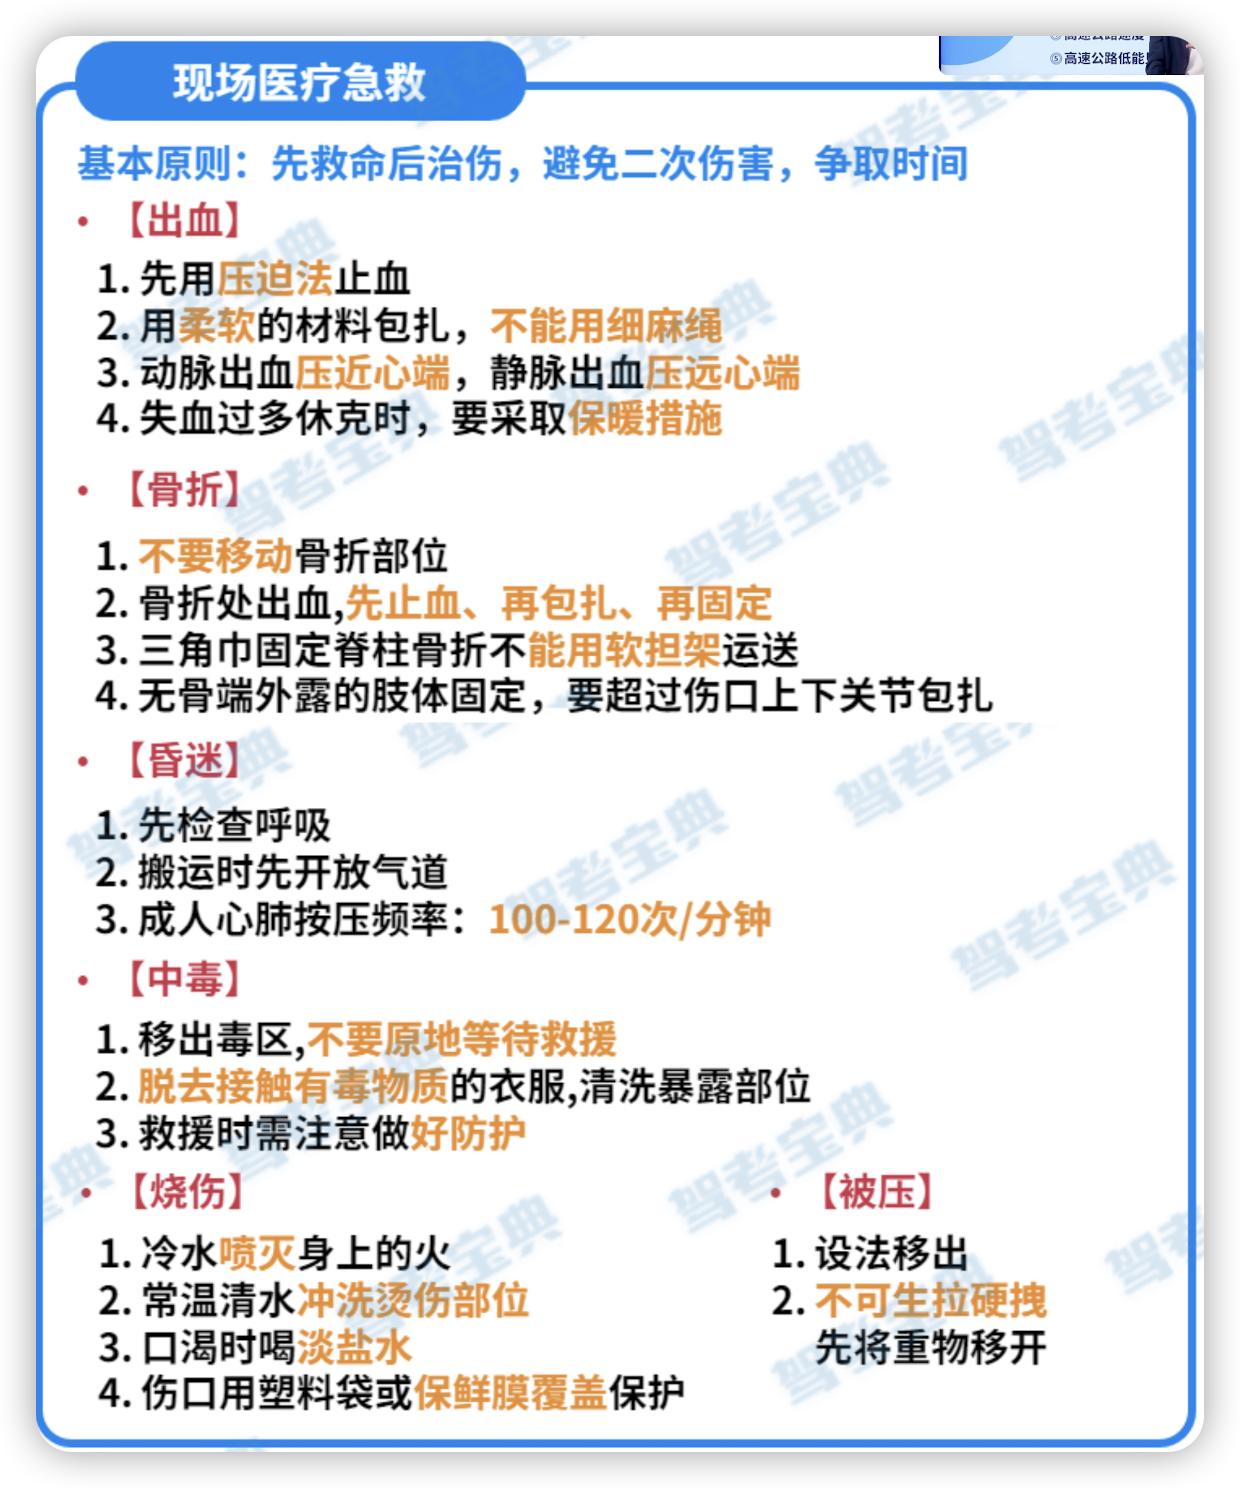 ⑤高速公路低能
现场医疗急救
基本原则：先救命后治伤，避免二次伤害，争取时间
• 【出血】
1. 先用压迫法止血
2. 用柔软的材料包扎，不能用细麻绳
3. 动脉出血压近心端，静脉出血压远心端
4. 失血过多休克时，要采取保暖措施
• 【骨折】
1. 不要移动骨折部位
2. 骨折处出血,先止血、再包扎、再固定
3. 三角巾固定脊柱骨折不能用软担架运送
4. 无骨端外露的肢体固定，要超过伤口上下关节包扎
• 【昏迷】
1. 先检查呼吸
2. 搬运时先开放气道
3. 成人心肺按压频率：100-120次/分钟
• 【中毒】
1. 移出毒区,不要原地等待救援
2. 脱去接触有毒物质的衣服,清洗暴露部位
3. 救援时需注意做好防护
• 【烧伤】
1. 冷水喷灭身上的火
2. 常温清水冲洗烫伤部位
3. 口渴时喝淡盐水
4. 伤口用塑料袋或保鲜膜覆盖保护
• 【被压】
1. 设法移出
2. 不可生拉硬拽
先将重物移开
驾考宝典